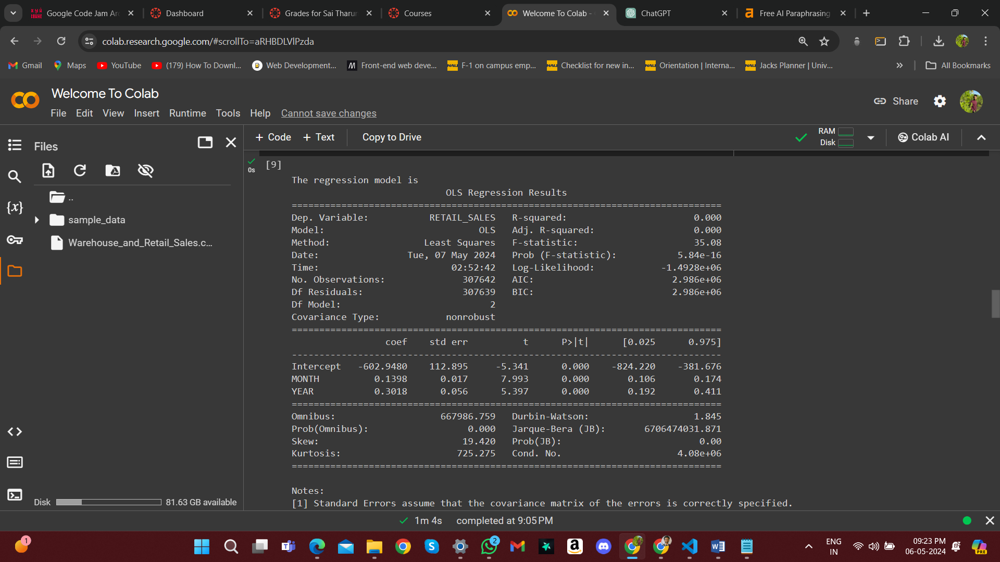 Google Code Jam Arc
Dashboard
Grades for Sai Tharun
Courses
Welcome To Colab -
ChatGPT
Free AI Paraphrasing
colab.research.google.com/#scrollTo=aRHBDLVlPzda
Gmail
Maps
YouTube
(179) How To Downl...
Web Development...
Front-end web deve...
F-1 on campus emp...
Checklist for new in...
Orientation | Interna...
Jacks Planner | Univ...
All Bookmarks
Welcome To Colab
File Edit View Insert Runtime Tools Help Cannot save changes
Share
Files
+ Code + Text Copy to Drive
RAM
Disk
Colab AI
..
sample_data
Warehouse_and_Retail_Sales.c...
{x}
0s
[9]
The regression model is
OLS Regression Results
==============================================================================
Dep. Variable: RETAIL_SALES R-squared: 0.000
Model: OLS Adj. R-squared: 0.000
Method: Least Squares F-statistic: 35.08
Date: Tue, 07 May 2024 Prob (F-statistic): 5.84e-16
Time: 02:52:42 Log-Likelihood: -1.4928e+06
No. Observations: 307642 AIC: 2.986e+06
Df Residuals: 307639 BIC: 2.986e+06
Df Model: 2
Covariance Type: nonrobust
==============================================================================
coef std err t P>|t| [0.025 0.975]
------------------------------------------------------------------------------
Intercept -602.9480 112.895 -5.341 0.000 -824.220 -381.676
MONTH 0.1398 0.017 7.993 0.000 0.106 0.174
YEAR 0.3018 0.056 5.397 0.000 0.192 0.411
==============================================================================
Omnibus: 667986.759 Durbin-Watson: 1.845
Prob(Omnibus): 0.000 Jarque-Bera (JB): 6706474031.871
Skew: 19.420 Prob(JB): 0.00
Kurtosis: 725.275 Cond. No. 4.08e+06
==============================================================================
Notes:
[1] Standard Errors assume that the covariance matrix of the errors is correctly specified.
Disk 81.63 GB available
1m 4s completed at 9:05 PM
1
2
ENG
IN
09:23 PM
06-05-2024
PRE